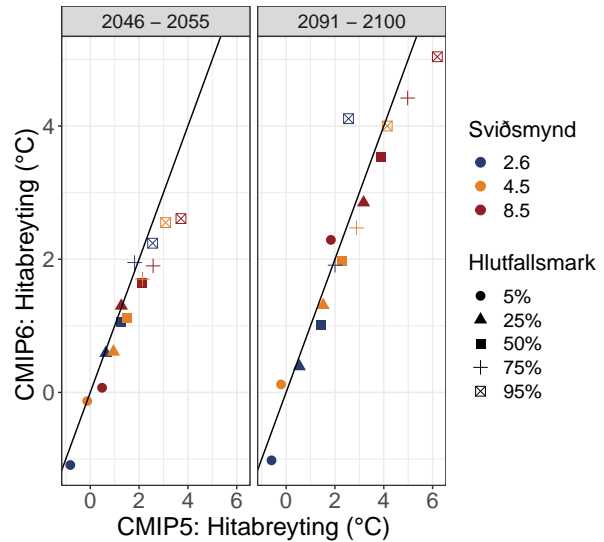 2046 − 2055
2091 − 2100
CMIP6: Hitabreyting (°C)
4
2
0
0 2 4 6
0 2 4 6
CMIP5: Hitabreyting (°C)
Sviðsmynd
2.6
4.5
8.5
Hlutfallsmark
5%
25%
50%
75%
95%